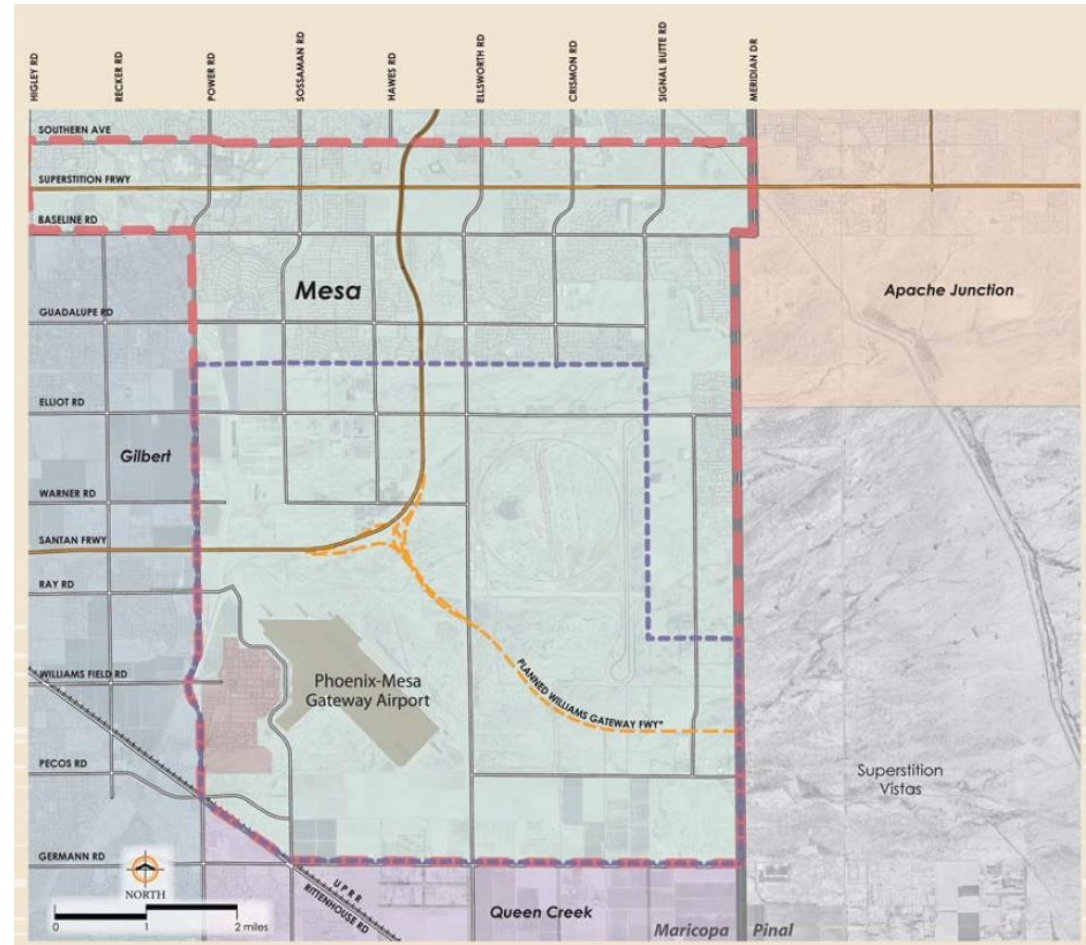 HIGLEY RD
RECKER RD
POWER RD
SOSSAMAN RD
HAWES RD
ELLSWORTH RD
CRISMON RD
SIGNAL BUTTE RD
MERIDIAN DR
SOUTHERN AVE
SUPERSTITION FRWY
BASELINE RD
Mesa
Apache Junction
GUADALUPE RD
ELLIOT RD
Gilbert
WARNER RD
SANTAN FRWY
RAY RD
WILLIAMS FIELD RD
Phoenix-Mesa
Gateway Airport
PLANNED WILLIAMS GATEWAY FWY*
PECOS RD
Superstition
Vistas
GERMANN RD
NORTH
UPRR
RITTENHOUSE RD
Queen Creek
0 1 2 miles
Maricopa Pinal